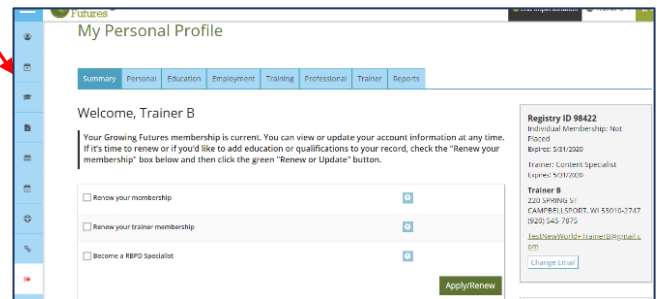 Futures
My Personal Profile
Summary Personal Education Employment Training Professional Trainer Reports
Welcome, Trainer B
Your Growing Futures membership is current. You can view or update your account information at any time.
If it's time to renew or if you'd like to add education or qualifications to your record, check the "Renew your
membership" box below and then click the green "Renew or Update" button.
Renew your membership
Renew your trainer membership
Become a RBPD Specialist
Apply/Renew
Registry ID 98422
Individual Membership: Not
Placed
Expires: 5/31/2020
Trainer: Content Specialist
Expires: 5/31/2020
Trainer B
220 SPRING ST
CAMPBELLSPORT, WI 53010-2747
(920) 545-7875
TestNewWorld+TrainerB@gmail.c
om
Change Email